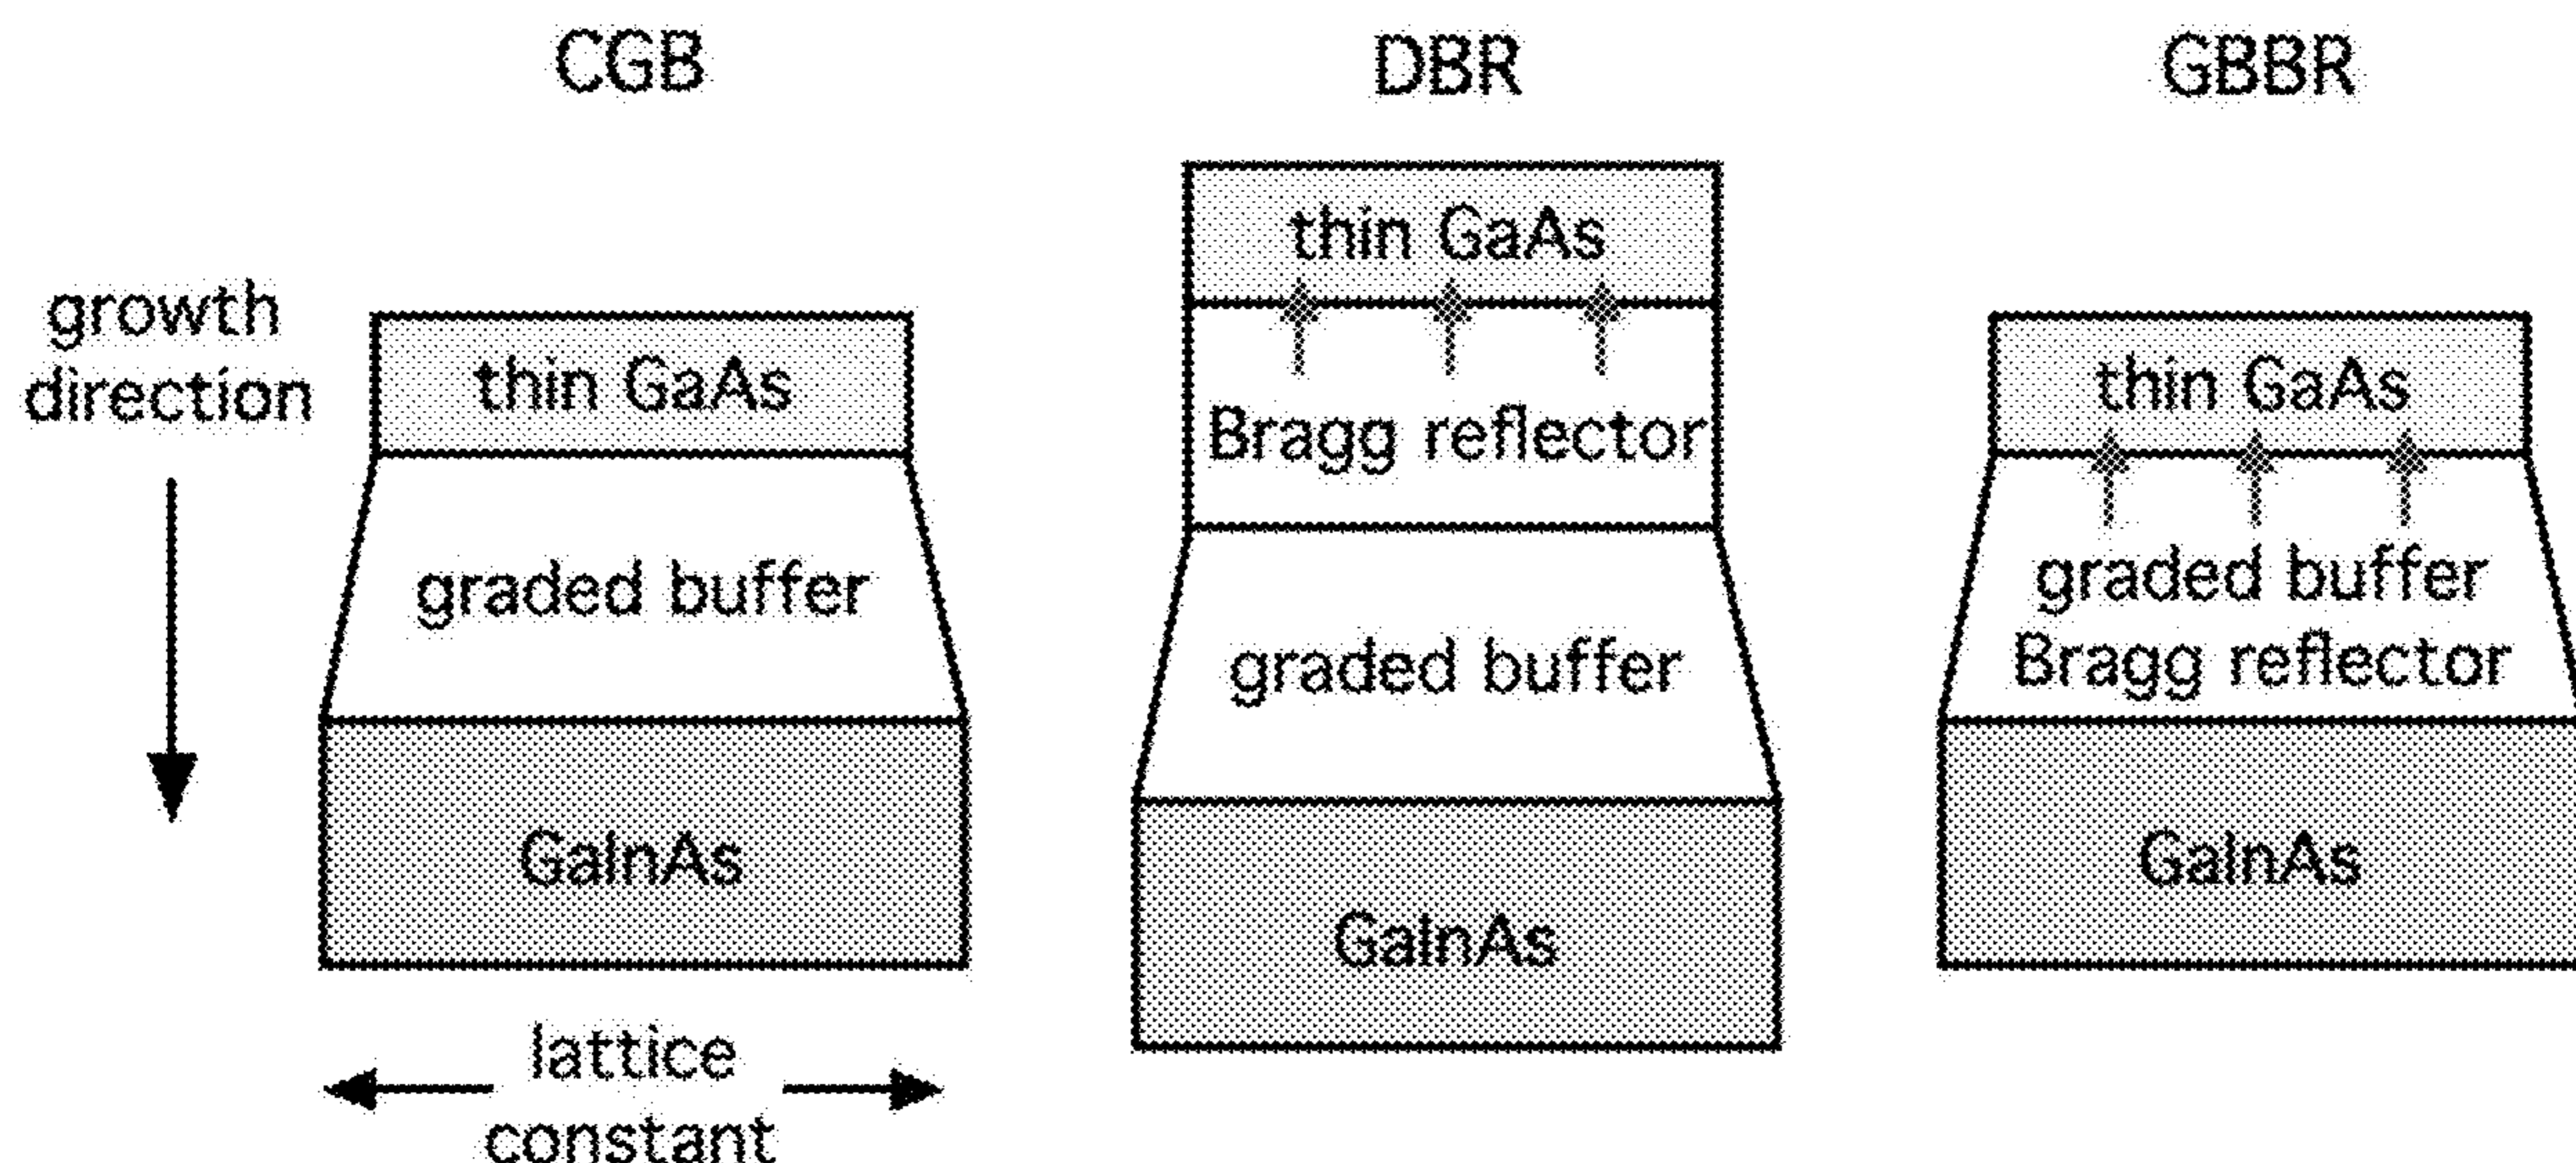 CGB
DBR
GBBR
growth
direction
thin GaAs
graded buffer
GaInAs
lattice
constant
thin GaAs
Bragg reflector
graded buffer
GaInAs
thin GaAs
graded buffer
Bragg reflector
GaInAs